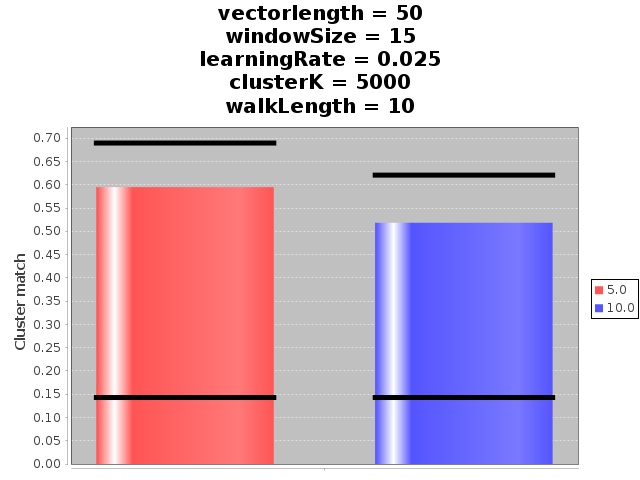 vectorlength = 50
windowSize = 15
learningRate = 0.025
clusterK = 5000
walkLength = 10
0.70
0.65
0.60
0.55
0.50
0.45
0.40
0.35
0.30
0.25
0.20
0.15
0.10
0.05
0.00
Cluster match
5.0
10.0